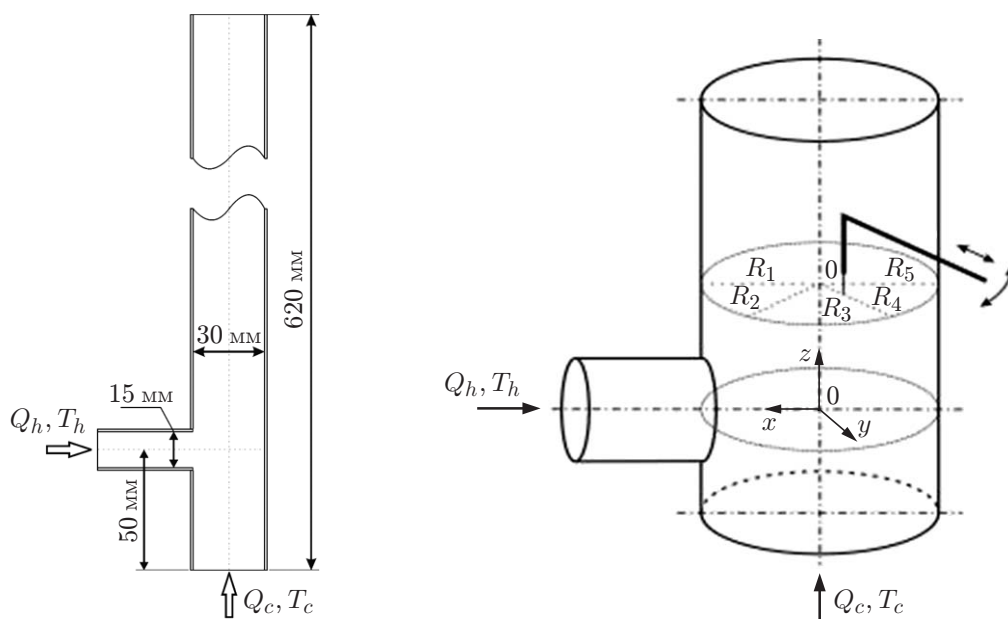 620 мм
30 мм
15 мм
Q_h, T_h
50 мм
Q_c, T_c
R_1
0
R_5
R_2
R_3
R_4
z
Q_h, T_h
0
x
y
Q_c, T_c